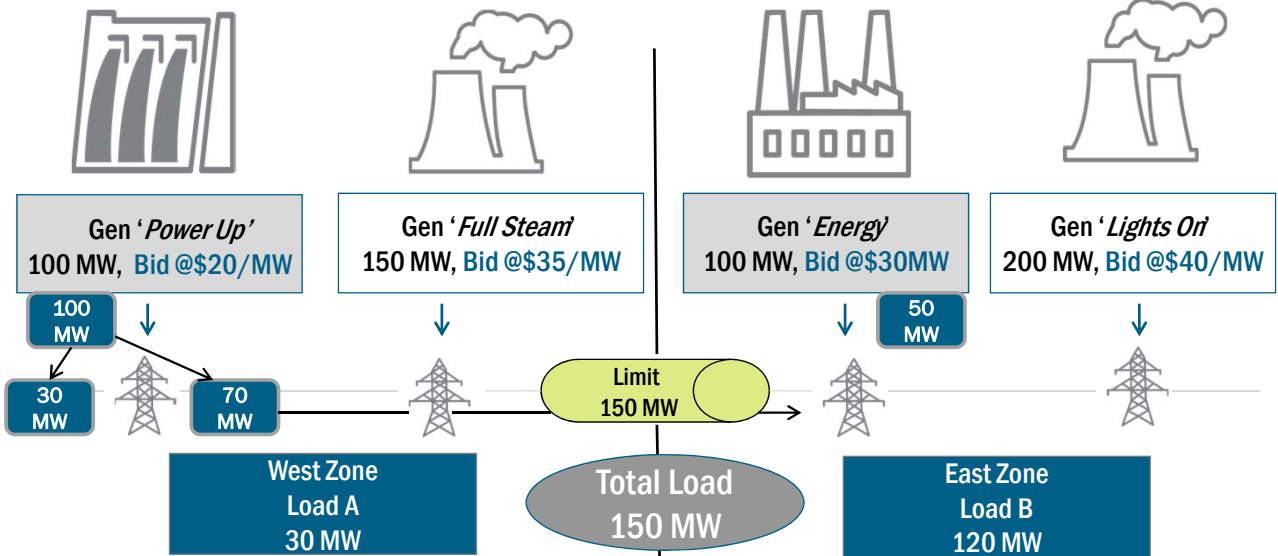 Gen ‘Power Up’
100 MW, Bid @$20/MW
Gen ‘Full Steam’
150 MW, Bid @$35/MW
Gen ‘Energy’
100 MW, Bid @$30MW
Gen ‘Lights On’
200 MW, Bid @$40/MW
100
MW
50
MW
30
MW
70
MW
Limit
150 MW
West Zone
Load A
30 MW
Total Load
150 MW
East Zone
Load B
120 MW